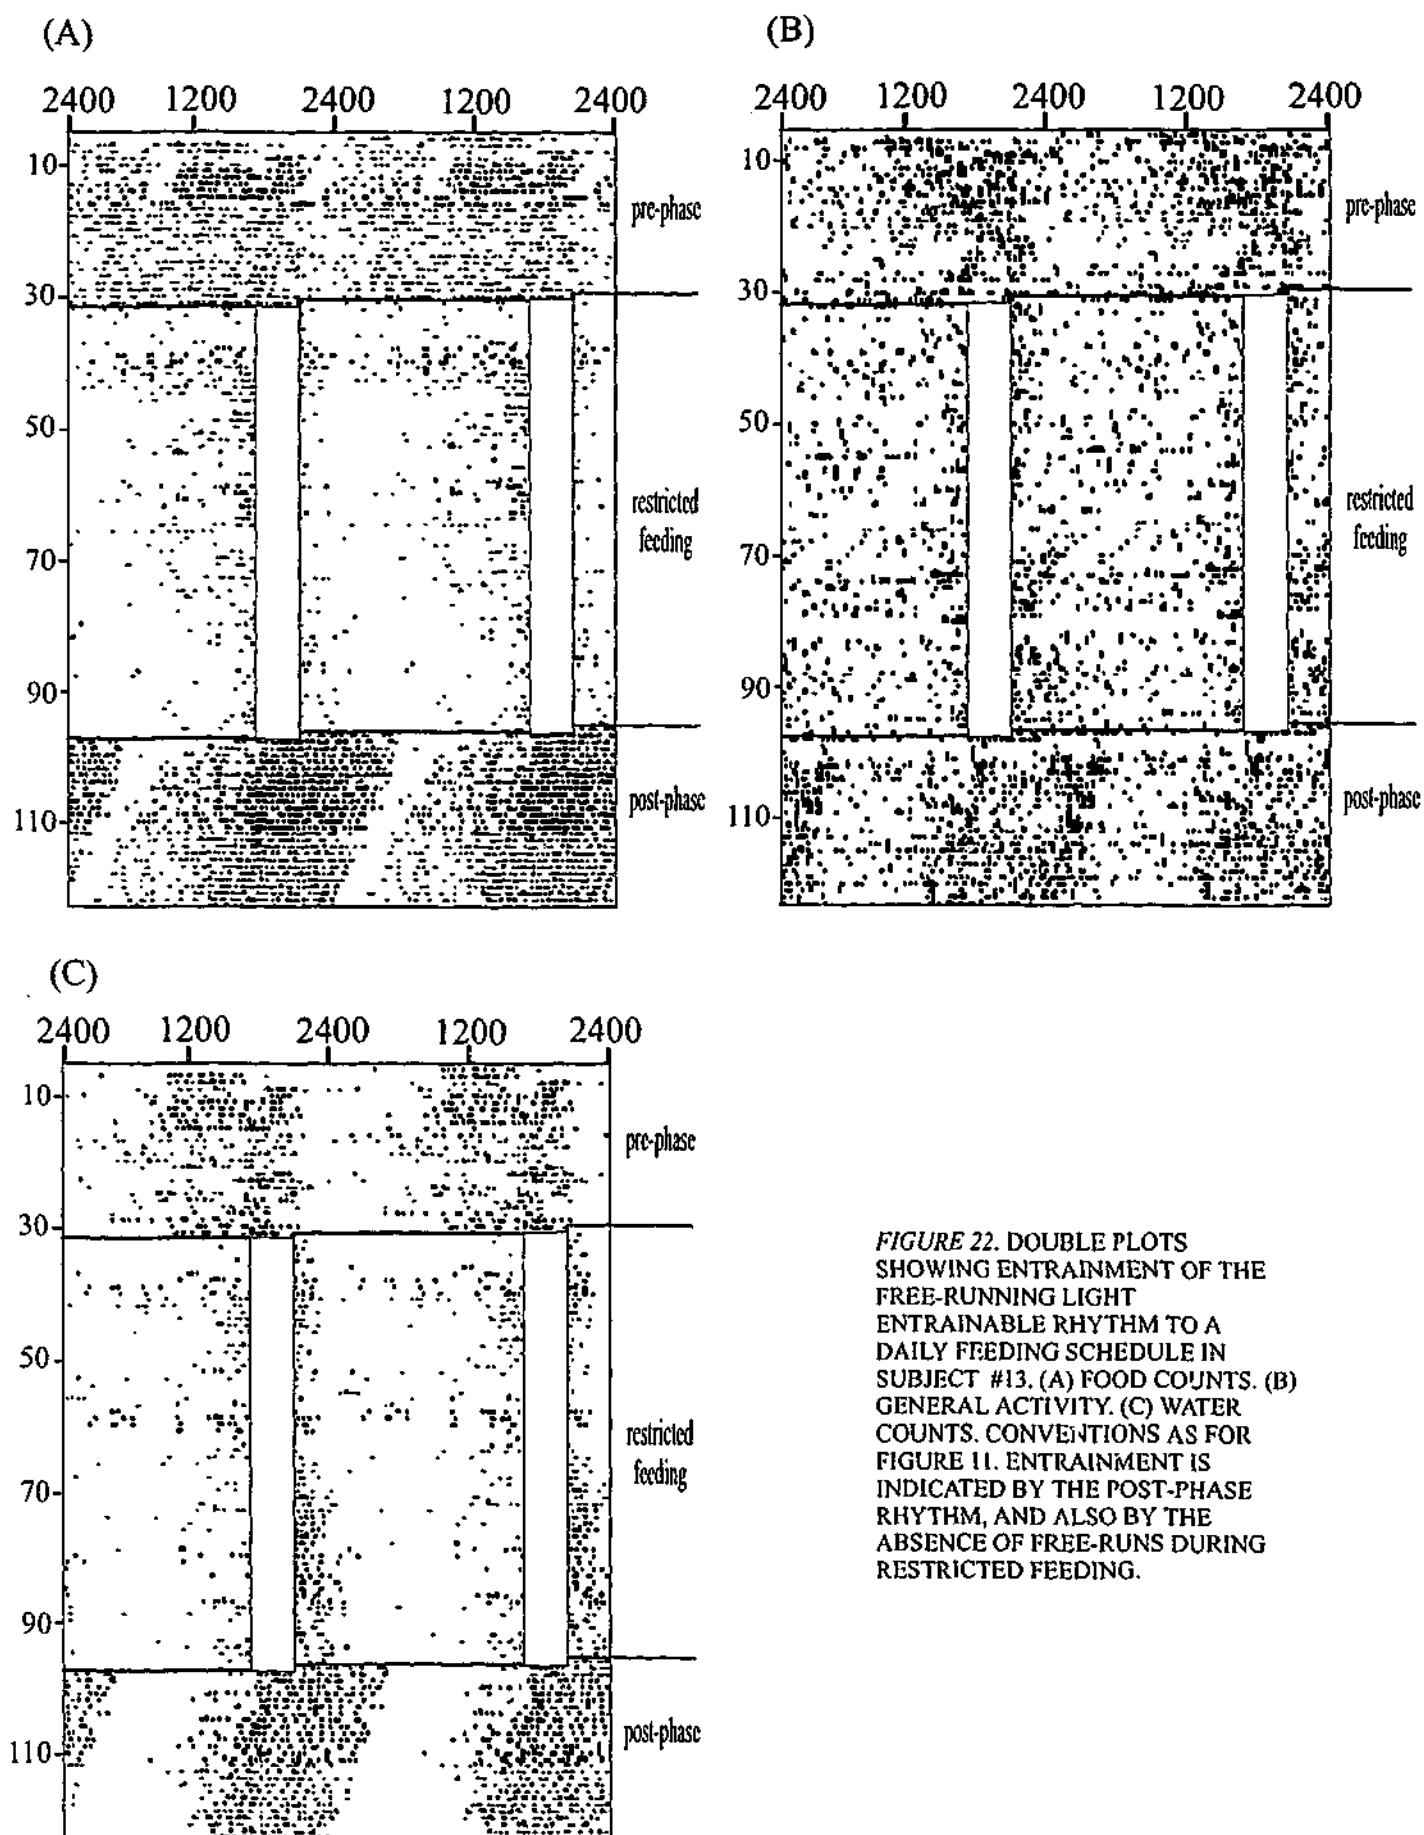 (A)
2400 1200 2400 1200 2400
10
30
50
70
90
110
pre-phase
restricted
feeding
post-phase
(B)
2400 1200 2400 1200 2400
10
30
50
70
90
110
pre-phase
restricted
feeding
post-phase
(C)
2400 1200 2400 1200 2400
10
30
50
70
90
110
pre-phase
restricted
feeding
post-phase
FIGURE 22. DOUBLE PLOTS
SHOWING ENTRAINMENT OF THE
FREE-RUNNING LIGHT
ENTRAINABLE RHYTHM TO A
DAILY FEEDING SCHEDULE IN
SUBJECT #13. (A) FOOD COUNTS. (B)
GENERAL ACTIVITY. (C) WATER
COUNTS. CONVENTIONS AS FOR
FIGURE 11. ENTRAINMENT IS
INDICATED BY THE POST-PHASE
RHYTHM, AND ALSO BY THE
ABSENCE OF FREE-RUNS DURING
RESTRICTED FEEDING.